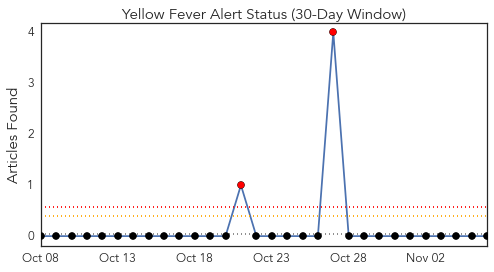 Yellow Fever Alert Status (30-Day Window)
Articles Found
4
3
2
1
0
Oct 08 Oct 13 Oct 18 Oct 23 Oct 28 Nov 02